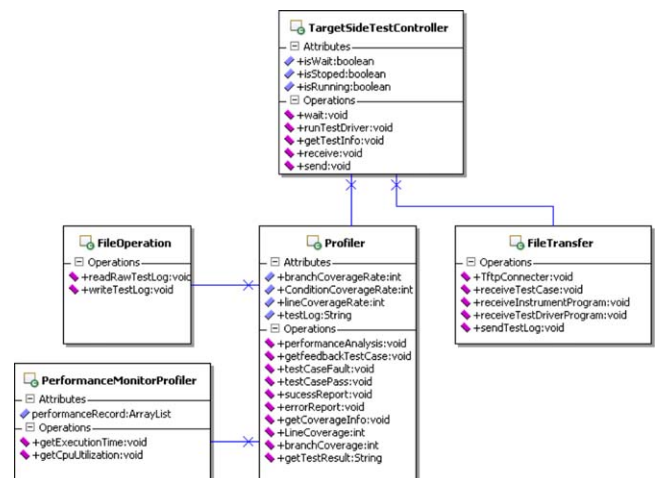 TargetSideTestController
Attributes
+isWait:boolean
+isStoped:boolean
+isRunning:boolean
Operations
+wait:void
+runTestDriver:void
+getTestInfo:void
+receive:void
+send:void
FileOperation
Operations
+readRawTestLog:void
+writeTestLog:void
Profiler
Attributes
+branchCoverageRate:int
+ConditionCoverageRate:int
+lineCoverageRate:int
+testLog:String
Operations
+performanceAnalysis:void
+getfeedbackTestCase:void
+testCaseFault:void
+testCasePass:void
+sucessReport:void
+errorReport:void
+getCoverageInfo:void
+LineCoverage:int
+branchCoverage:int
+getTestResult:String
FileTransfer
Operations
+TftpConnecter:void
+receiveTestCase:void
+receiveInstrumentProgram:void
+receiveTestDriverProgram:void
+sendTestLog:void
PerformanceMonitorProfiler
Attributes
performanceRecord:ArrayList
Operations
+getExecutionTime:void
+getCpuUtilization:void